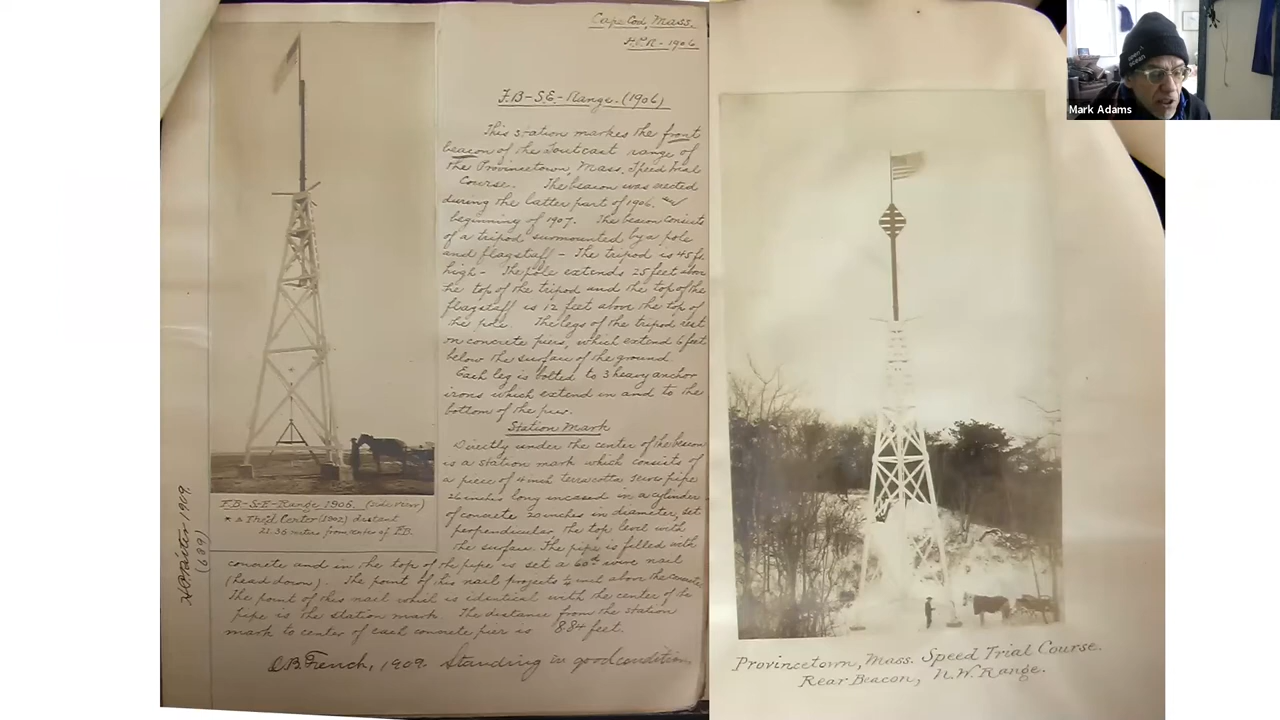 Cape Cod, Mass.
H.C.R. - 1906
F.B-S.E.-Range. (1906)
This station markes the front
beacon of the Souteast range of
the Provincetown, Mass. Speed Trial
Course. The beacon was erected
during the latter part of 1906. or
beginning of 1907. The beacon consists
of a tripod surmounted by a pole
and flagstaff - The tripod is 45 ft.
high - The pole extends 25 feet above
the top of the tripod and the top of the
flagstaff is 12 feet above the top of
the pole. The legs of the tripod rest
on concrete piers, which extend 6 feet
below the surface of the ground.
Each leg is bolted to 3 heavy anchor
irons which extend in and to the
bottom of the pier.
Station Mark
Directly under the center of the beacon
is a station mark which consists of
a piece of 4 inch terra cotta sewer pipe
26 inches long incased in a cylinder
of concrete 20 inches in diameter, set
perpendicular, the top level with
the surface. The pipe is filled with
concrete and in the top of the pipe is set a 60d wire nail
(head down). The point of this nail projects ½ inch above the concrete
The point of this nail which is identical with the center of the
pipe is the station mark. The distance from the station
mark to center of east concrete pier is 8.84 feet.
O.B. French, 1909. Standing in good condition,
F.B-S-E-Range 1906. (side view)
Center (1902) distant
21.36 meters from center of F.B.
1909
(689)
Provincetown, Mass. Speed Trial Course.
Rear Beacon, N.W. Range.
Mark Adams